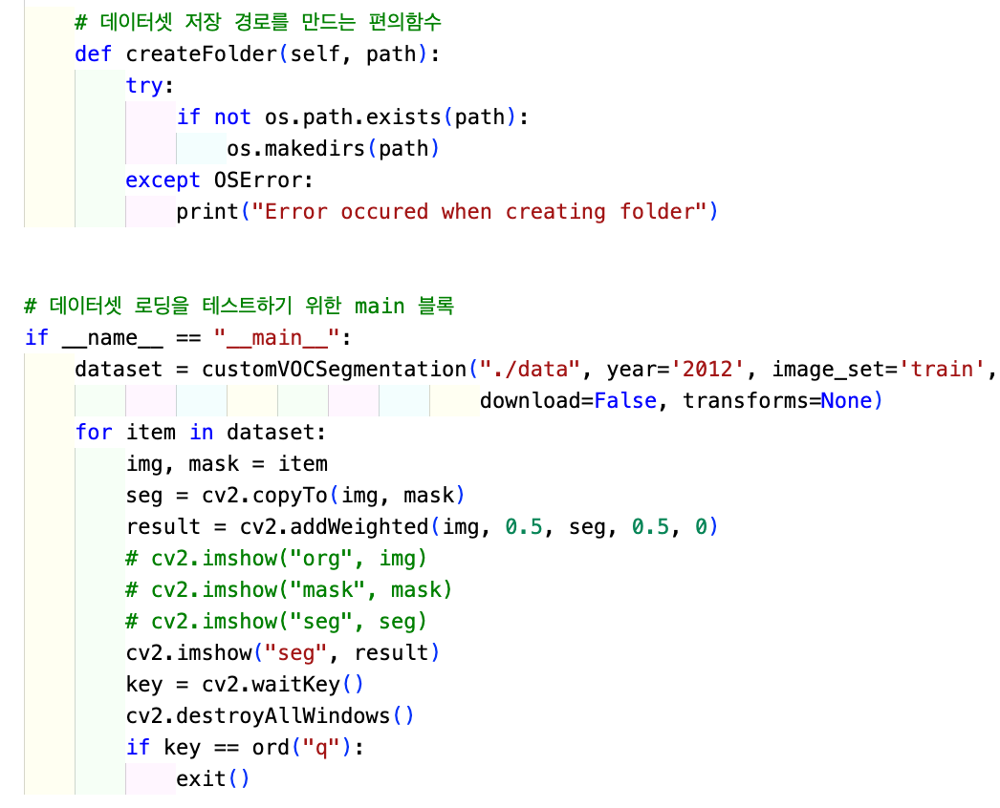 # 데이터셋 저장 경로를 만드는 편의함수
def createFolder(self, path):
try:
if not os.path.exists(path):
os.makedirs(path)
except OSError:
print("Error occured when creating folder")
# 데이터셋 로딩을 테스트하기 위한 main 블록
if __name__ == "__main__":
dataset = customVOCSegmentation("./data", year='2012', image_set='train',
download=False, transforms=None)
for item in dataset:
img, mask = item
seg = cv2.copyTo(img, mask)
result = cv2.addWeighted(img, 0.5, seg, 0.5, 0)
# cv2.imshow("org", img)
# cv2.imshow("mask", mask)
# cv2.imshow("seg", seg)
cv2.imshow("seg", result)
key = cv2.waitKey()
cv2.destroyAllWindows()
if key == ord("q"):
exit()